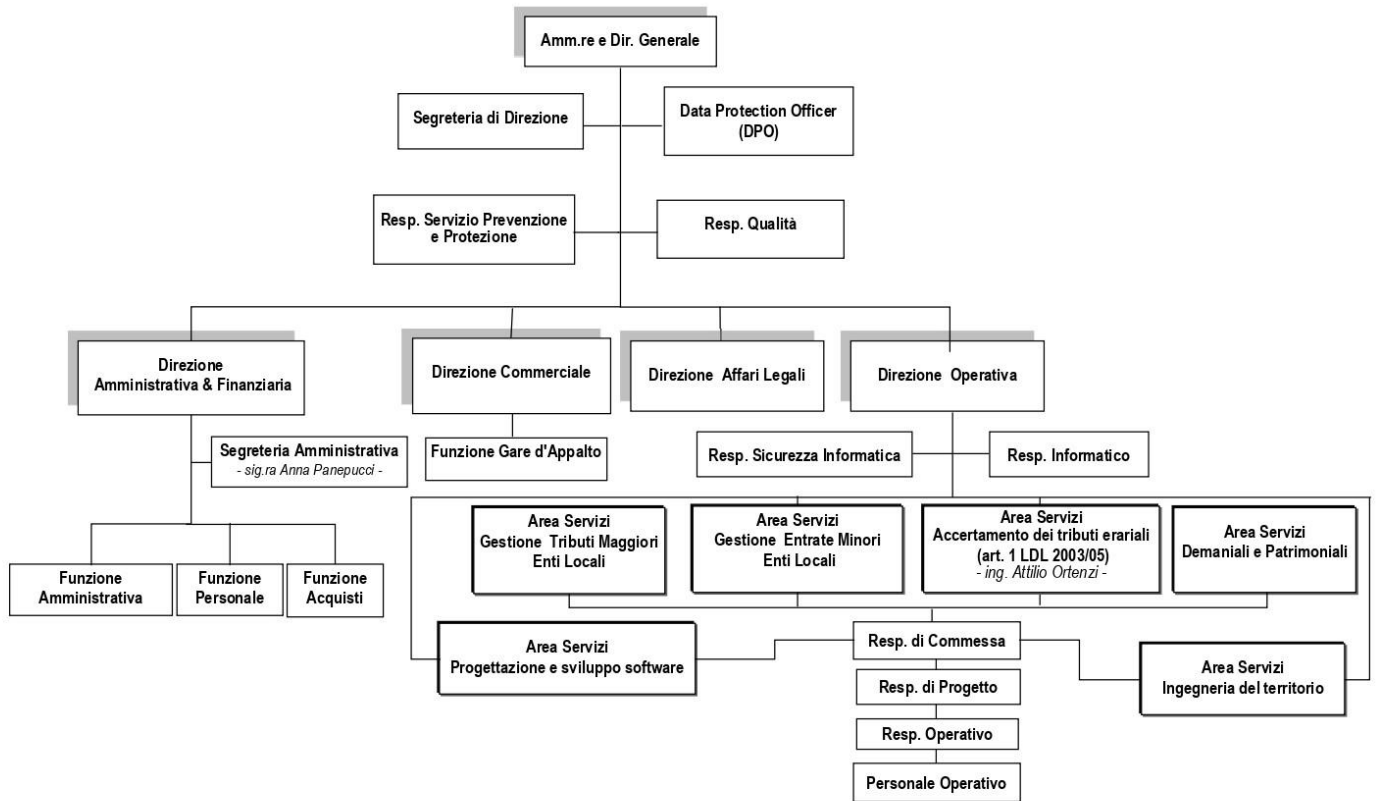 Amm.re e Dir. Generale
Segreteria di Direzione
Data Protection Officer
(DPO)
Resp. Servizio Prevenzione
e Protezione
Resp. Qualità
Direzione
Amministrativa & Finanziaria
Direzione Commerciale
Direzione Affari Legali
Direzione Operativa
Segreteria Amministrativa
- sig.ra Anna Panepucci -
Funzione Gare d'Appalto
Resp. Sicurezza Informatica
Resp. Informatico
Area Servizi
Gestione Tributi Maggiori
Enti Locali
Area Servizi
Gestione Entrate Minori
Enti Locali
Area Servizi
Accertamento dei tributi erariali
(art. 1 LDL 2003/05)
- ing. Attilio Ortenzi -
Area Servizi
Demaniali e Patrimoniali
Funzione
Amministrativa
Funzione
Personale
Funzione
Acquisti
Area Servizi
Progettazione e sviluppo software
Resp. di Commessa
Area Servizi
Ingegneria del territorio
Resp. di Progetto
Resp. Operativo
Personale Operativo